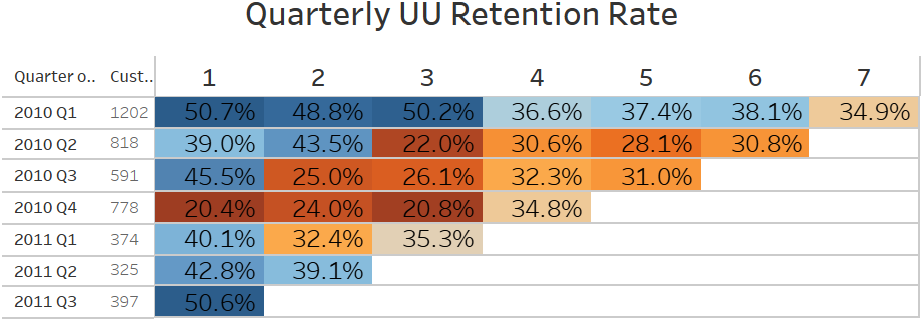 Quarterly UU Retention Rate
Quarter o.. Cust.. 1 2 3 4 5 6 7
2010 Q1 1202 50.7% 48.8% 50.2% 36.6% 37.4% 38.1% 34.9%
2010 Q2 818 39.0% 43.5% 22.0% 30.6% 28.1% 30.8%
2010 Q3 591 45.5% 25.0% 26.1% 32.3% 31.0%
2010 Q4 778 20.4% 24.0% 20.8% 34.8%
2011 Q1 374 40.1% 32.4% 35.3%
2011 Q2 325 42.8% 39.1%
2011 Q3 397 50.6%